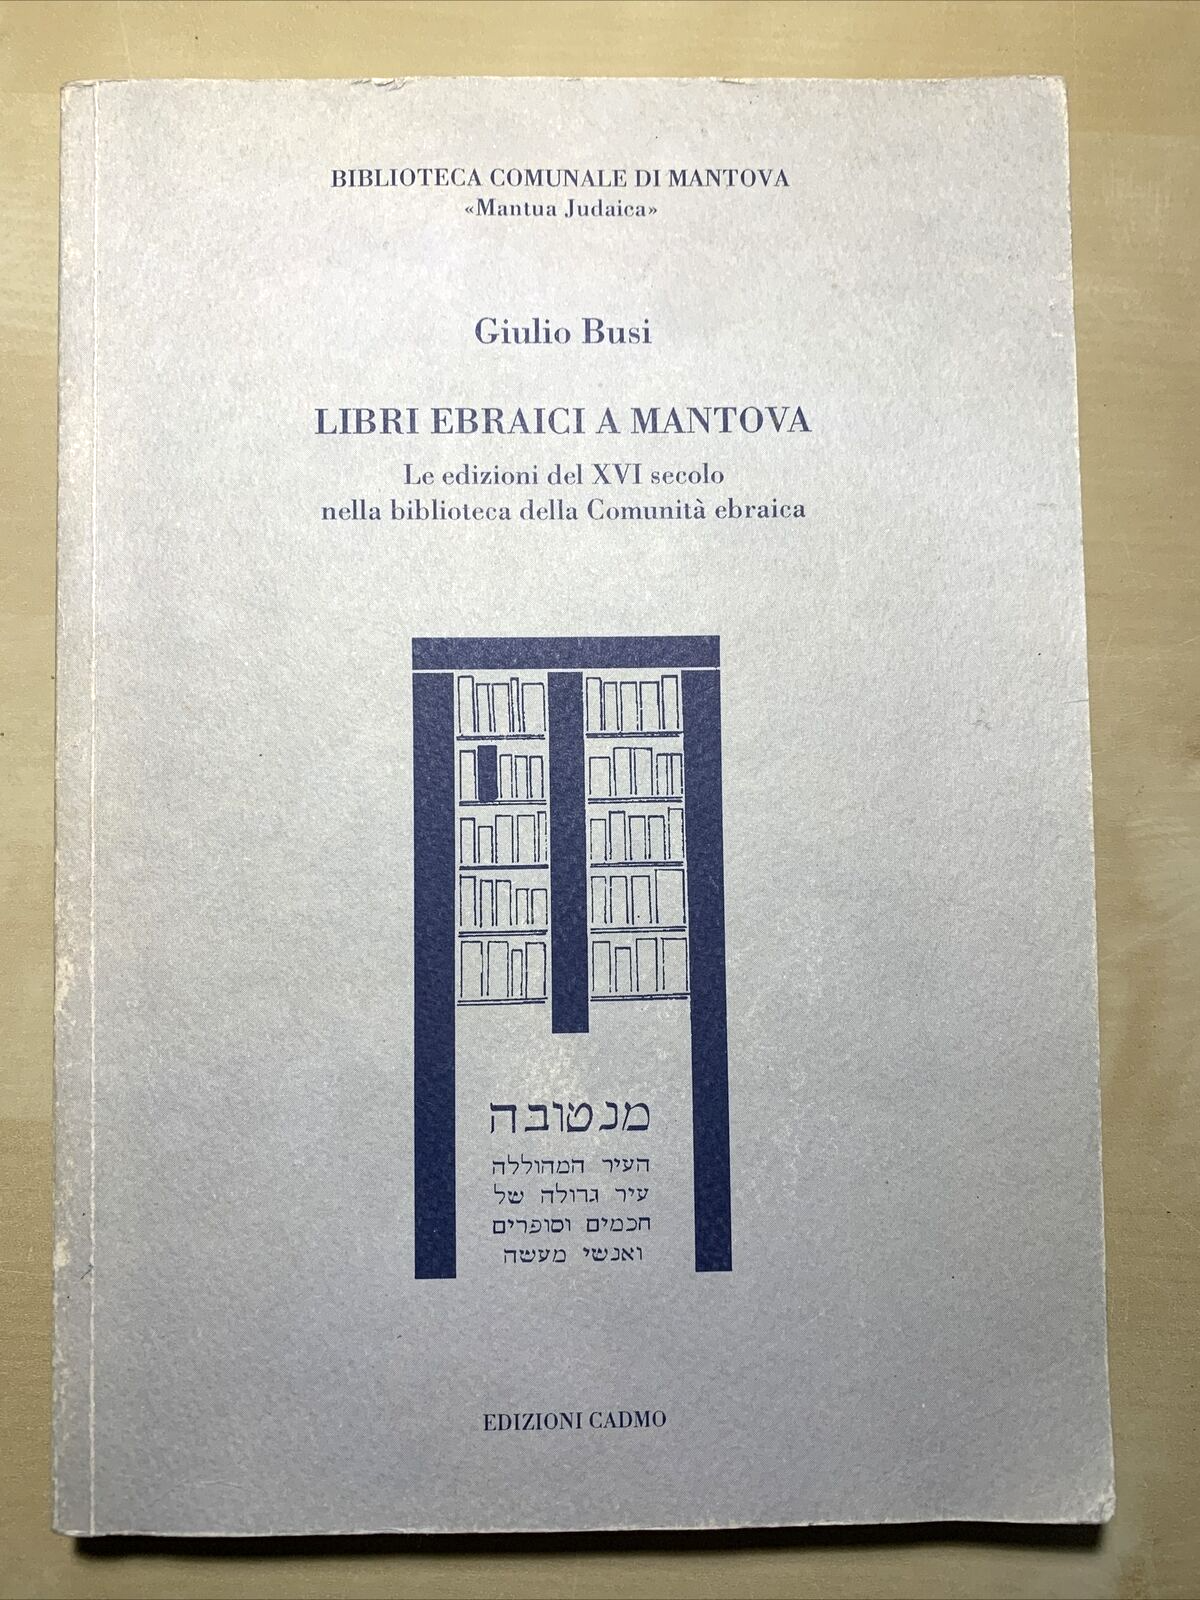 BIBLIOTECA COMUNALE DI MANTOVA
«Mantua Judaica»
Giulio Busi
LIBRI EBRAICI A MANTOVA
Le edizioni del XVI secolo
nella biblioteca della Comunità ebraica
מנטובה
העיר המהוללה
עיר גדולה של
חכמים וסופרים
ואנשי מעשה
EDIZIONI CADMO